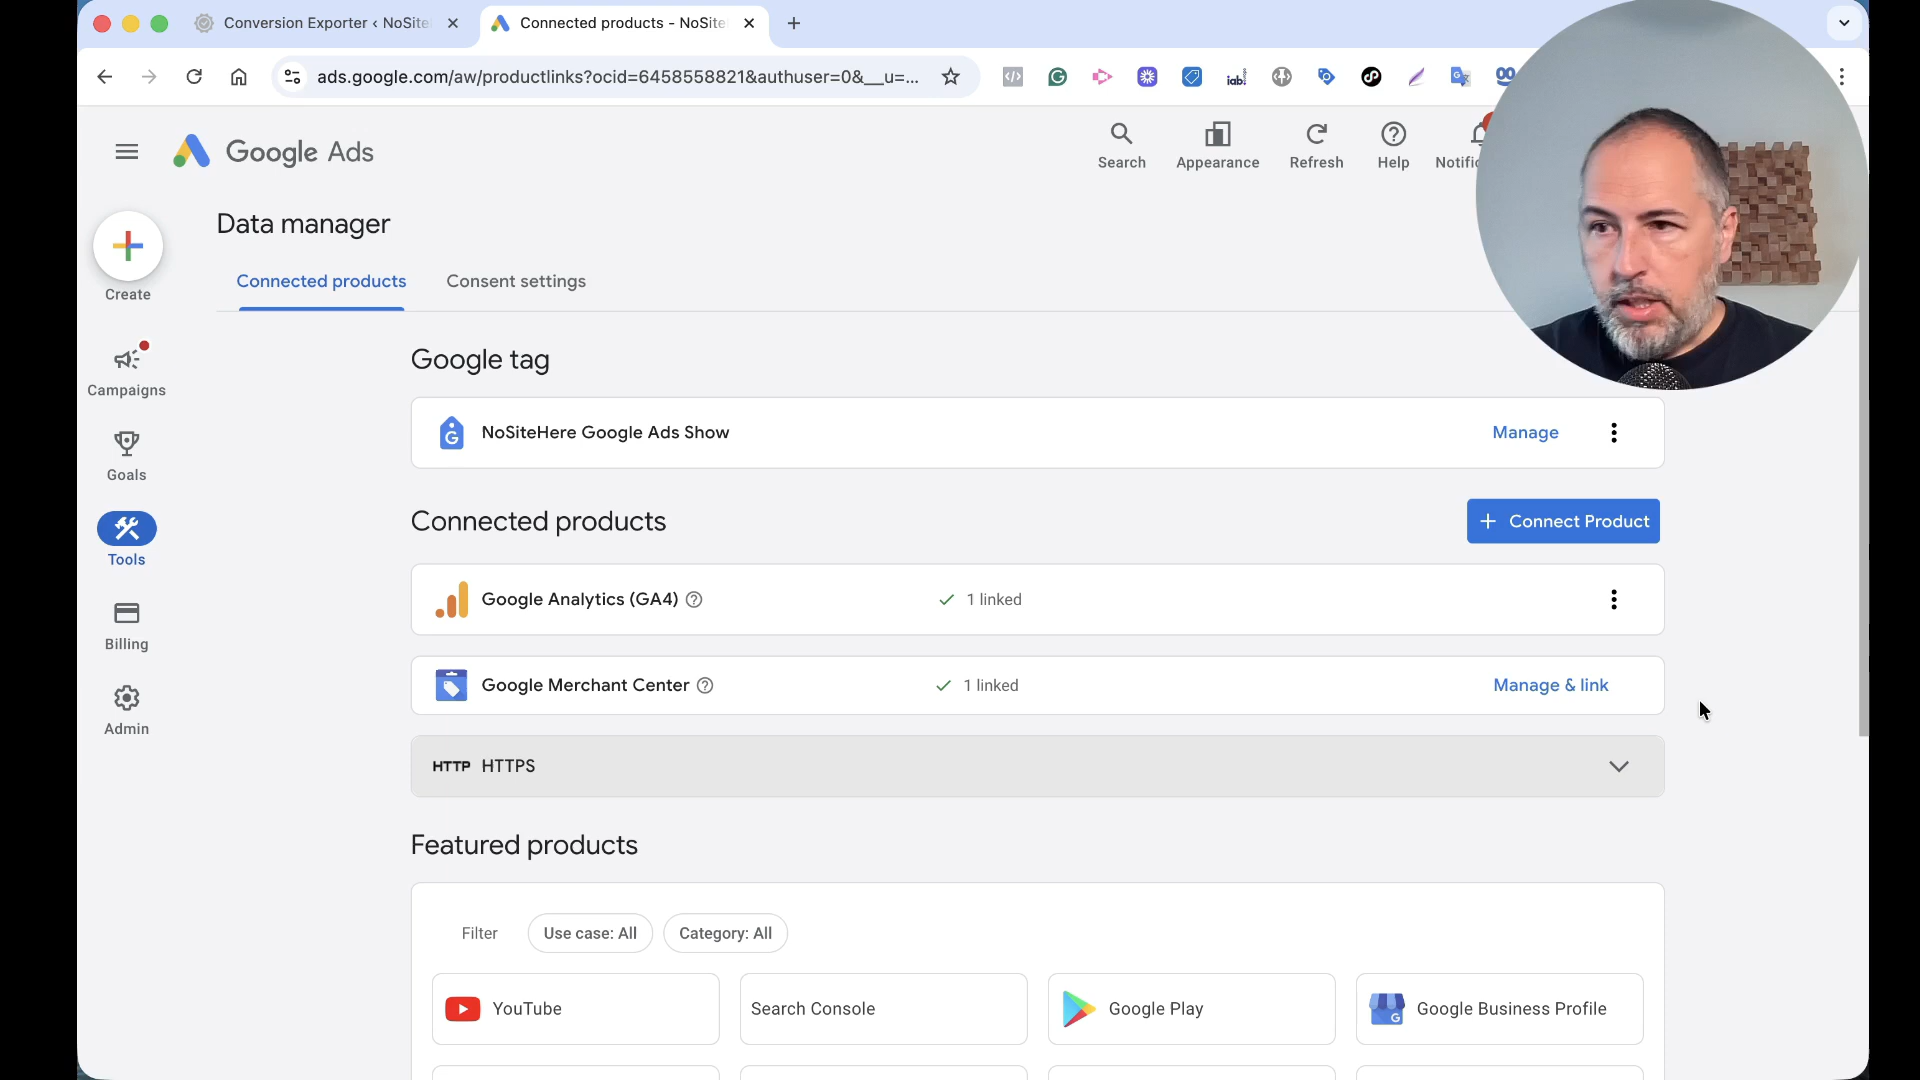 Conversion Exporter ‹ NoSite
Connected products - NoSite
ads.google.com/aw/productlinks?ocid=6458558821&authuser=0&__u=...
iab!
Google Ads
Search
Appearance
Refresh
Help
Notific
Data manager
Create
Connected products
Consent settings
Campaigns
Google tag
NoSiteHere Google Ads Show
Manage
Goals
Connected products
+ Connect Product
Tools
Google Analytics (GA4)
1 linked
Billing
Google Merchant Center
1 linked
Manage & link
Admin
HTTP HTTPS
Featured products
Filter
Use case: All
Category: All
YouTube
Search Console
Google Play
Google Business Profile